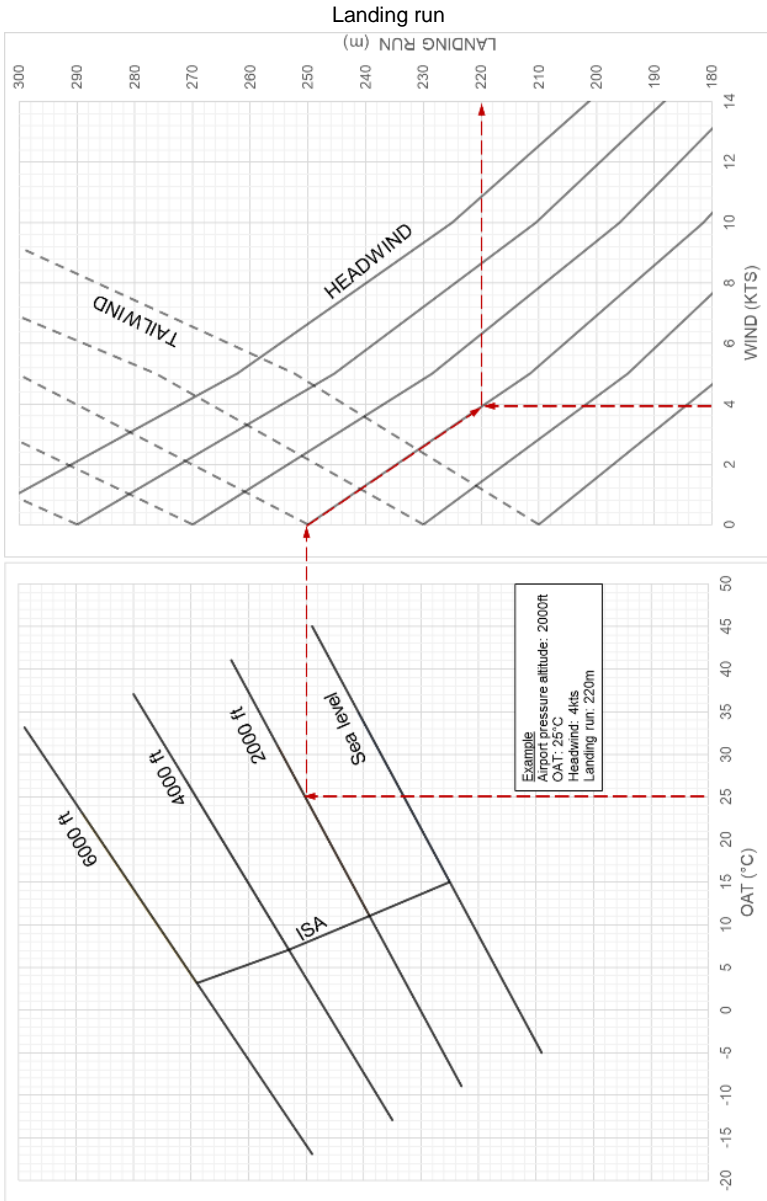 Landing run
LANDING RUN (m)
300
290
280
270
260
250
240
230
220
210
200
190
180
TAILWIND
HEADWIND
0
2
4
6
8
10
12
14
WIND (KTS)
6000 ft
4000 ft
2000 ft
Sea level
ISA
Example
Airport pressure altitude: 2000ft
OAT: 25°C
Headwind: 4kts
Landing run: 220m
-20
-15
-10
-5
0
5
10
15
20
25
30
35
40
45
50
OAT (°C)